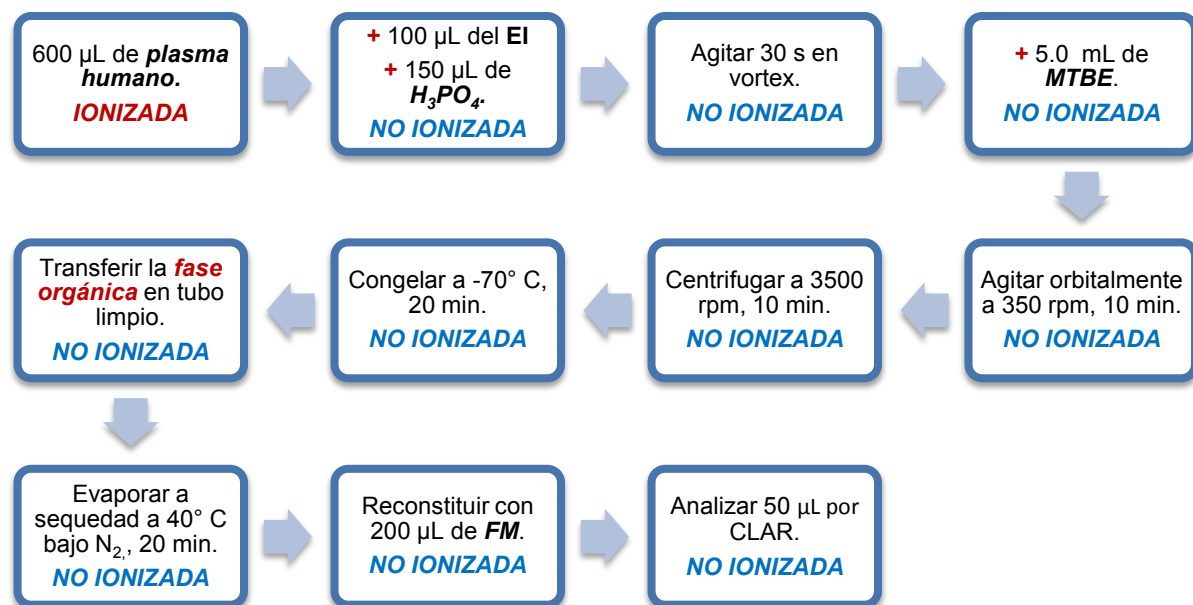 600 µL de plasma
humano.
IONIZADA
+ 100 µL del EI
+ 150 µL de
H₃PO₄.
NO IONIZADA
Agitar 30 s en
vortex.
NO IONIZADA
+ 5.0 mL de
MTBE.
NO IONIZADA
Transferir la fase
orgánica en tubo
limpio.
NO IONIZADA
Congelar a -70° C,
20 min.
NO IONIZADA
Centrifugar a 3500
rpm, 10 min.
NO IONIZADA
Agitar orbitalmente
a 350 rpm, 10 min.
NO IONIZADA
Evaporar a
sequedad a 40° C
bajo N₂,, 20 min.
NO IONIZADA
Reconstituir con
200 µL de FM.
NO IONIZADA
Analizar 50 µL por
CLAR.
NO IONIZADA